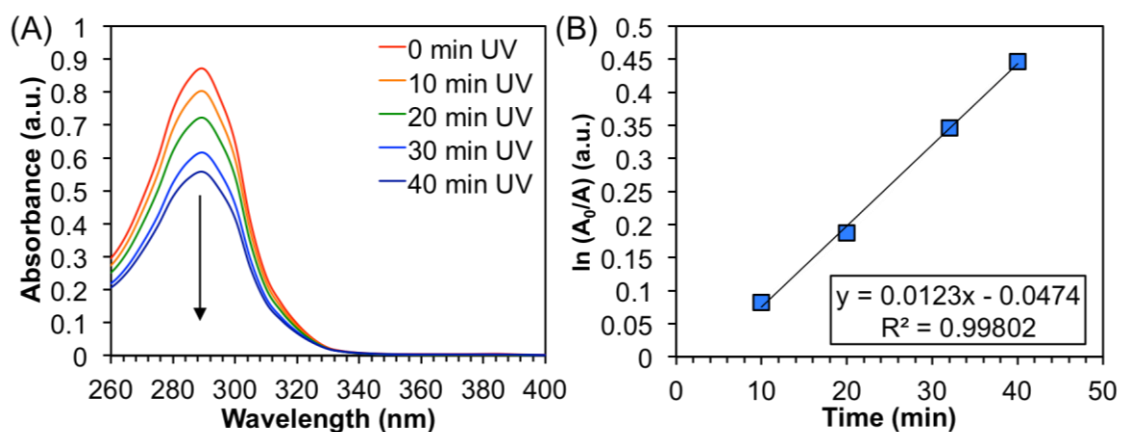 (A)
Absorbance (a.u.)
1
0.9
0.8
0.7
0.6
0.5
0.4
0.3
0.2
0.1
0
0 min UV
10 min UV
20 min UV
30 min UV
40 min UV
260 280 300 320 340 360 380 400
Wavelength (nm)
(B)
ln (A₀/A) (a.u.)
0.5
0.45
0.4
0.35
0.3
0.25
0.2
0.15
0.1
0.05
0
y = 0.0123x - 0.0474
R² = 0.99802
0 10 20 30 40 50
Time (min)